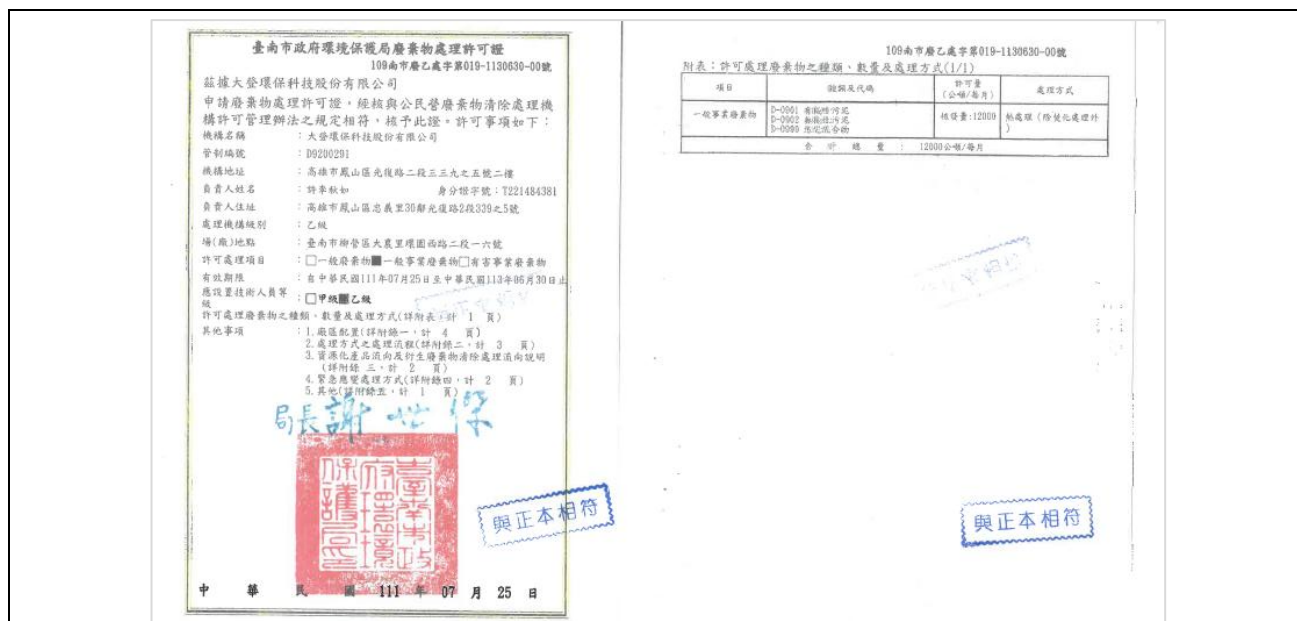 臺南市政府環境保護局廢棄物處理許可證
109南市廢乙處字第019-1130630-00號
茲據大登環保科技股份有限公司
申請廢棄物處理許可證，經核與公民營廢棄物清除處理機
構許可管理辦法之規定相符，核予此證。許可事項如下：
機構名稱：大登環保科技股份有限公司
管制編號：D9200291
機構地址：高雄市鳳山區光復路二段三三九之五號二樓
負責人姓名：許李秋如 身分證字號：T221484381
負責人住址：高雄市鳳山區忠義里30鄰光復路2段339之5號
處理機構級別：乙級
場(廠)地點：臺南市柳營區大農里環園西路二段一六號
許可處理項目：□一般廢棄物■一般事業廢棄物□有害事業廢棄物
有效期限：自中華民國111年07月25日至中華民國113年06月30日止
應設置技術人員等級：□甲級■乙級
許可處理廢棄物之種類、數量及處理方式(詳附表，計 1 頁)
其他事項：1.廠區配置(詳附錄一，計 4 頁)
2.處理方式之處理流程(詳附錄二，計 3 頁)
3.資源化產品流向及衍生廢棄物清除處理流向說明
(詳附錄 三，計 2 頁)
4.緊急應變處理方式(詳附錄四，計 2 頁)
5.其他(詳附錄五，計 1 頁)
局長謝世傑
臺南市政府環境保護局印
與正本相符
中華民國 111 年 07 月 25 日
109南市廢乙處字第019-1130630-00號
附表：許可處理廢棄物之種類、數量及處理方式(1/1)
項目 種類及代碼 許可量(公噸/每月) 處理方式
一般事業廢棄物 D-0901 有機性污泥 核發量:12000 熱處理（除焚化處理外）
D-0902 無機性污泥
D-0999 污泥混合物
合計總量：12000公噸/每月
與正本相符